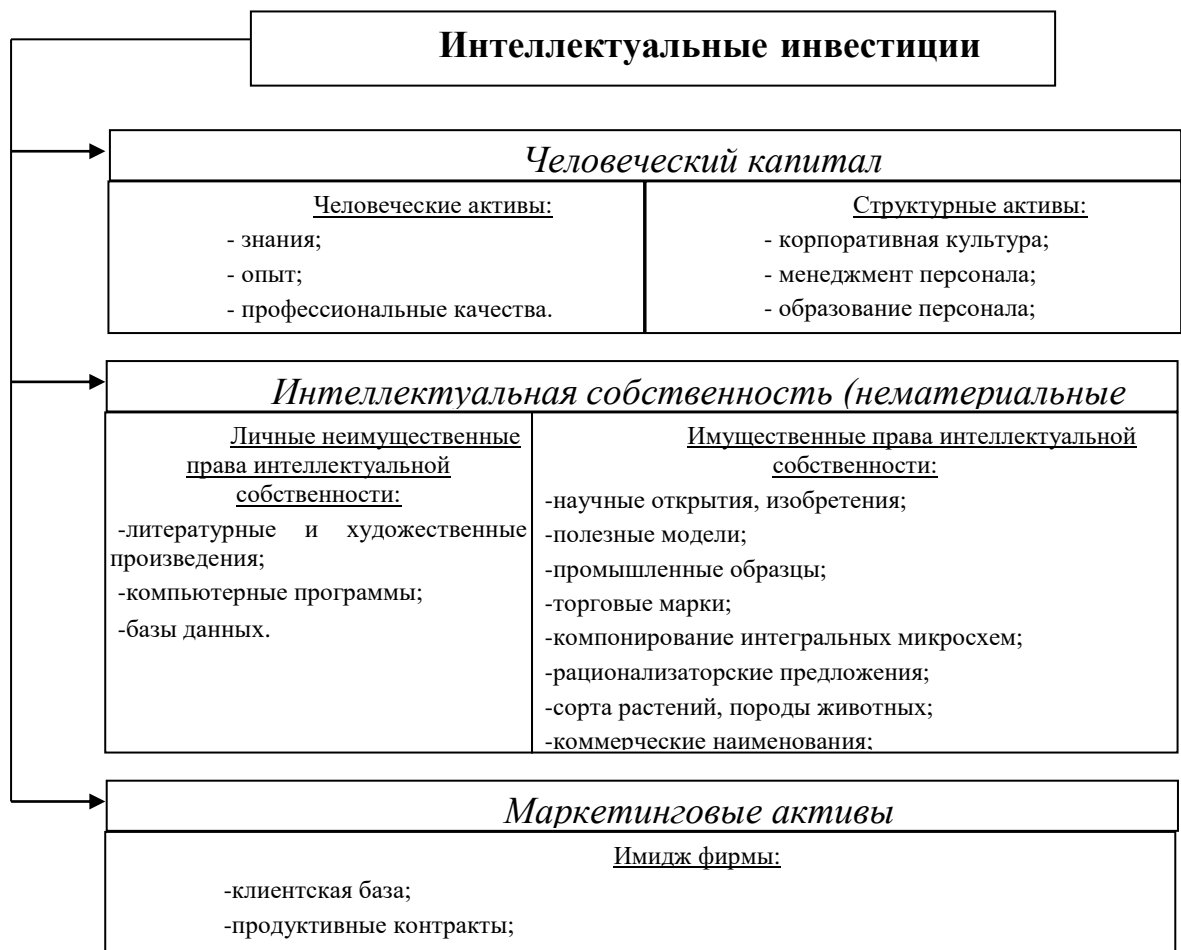 Интеллектуальные инвестиции
Человеческий капитал
Человеческие активы:
- знания;
- опыт;
- профессиональные качества.
Структурные активы:
- корпоративная культура;
- менеджмент персонала;
- образование персонала;
Интеллектуальная собственность (нематериальные
Личные неимущественные
права интеллектуальной
собственности:
-литературные и художественные
произведения;
-компьютерные программы;
-базы данных.
Имущественные права интеллектуальной
собственности:
-научные открытия, изобретения;
-полезные модели;
-промышленные образцы;
-торговые марки;
-компонирование интегральных микросхем;
-рационализаторские предложения;
-сорта растений, породы животных;
-коммерческие наименования;
Маркетинговые активы
Имидж фирмы:
-клиентская база;
-продуктивные контракты;